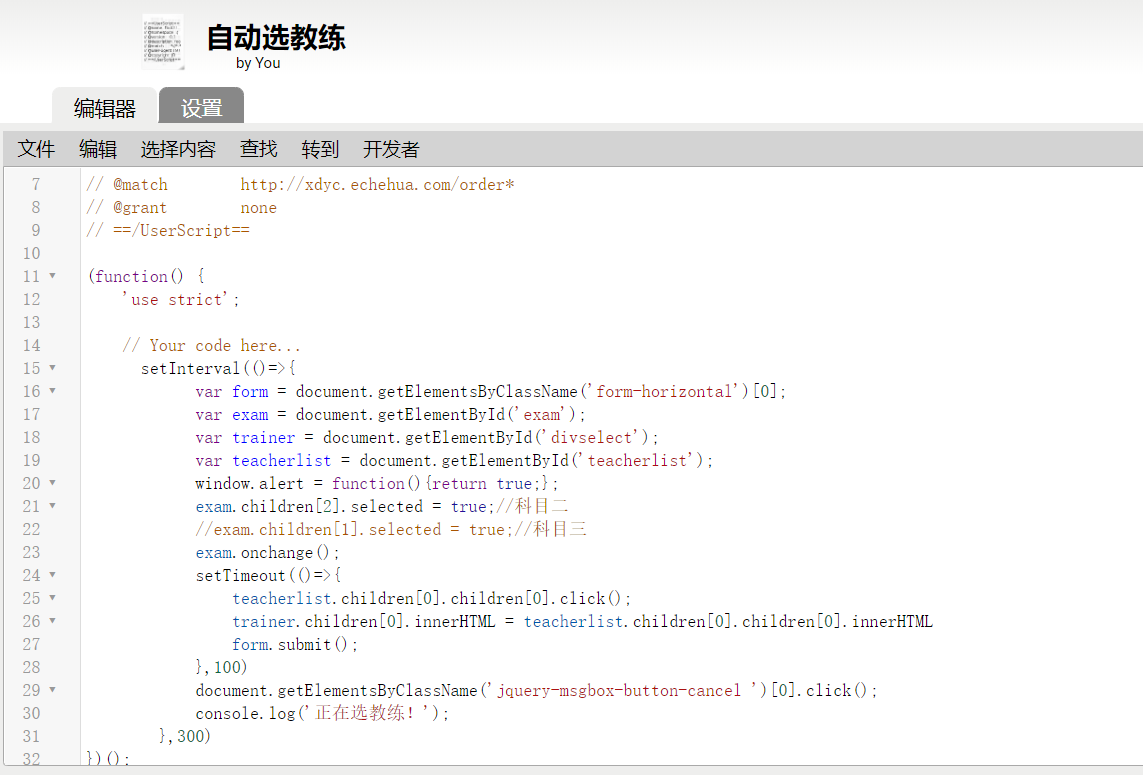 自动选教练
by You
编辑器 设置
文件 编辑 选择内容 查找 转到 开发者
7 // @match        http://xdyc.echehua.com/order*
8 // @grant        none
9 // ==/UserScript==
10
11 (function() {
12     'use strict';
13
14     // Your code here...
15       setInterval(()=>{
16             var form = document.getElementsByClassName('form-horizontal')[0];
17             var exam = document.getElementById('exam');
18             var trainer = document.getElementById('divselect');
19             var teacherlist = document.getElementById('teacherlist');
20             window.alert = function(){return true;};
21             exam.children[2].selected = true;//科目二
22             //exam.children[1].selected = true;//科目三
23             exam.onchange();
24             setTimeout(()=>{
25                 teacherlist.children[0].children[0].click();
26                 trainer.children[0].innerHTML = teacherlist.children[0].children[0].innerHTML
27                 form.submit();
28             },100)
29             document.getElementsByClassName('jquery-msgbox-button-cancel ')[0].click();
30             console.log('正在选教练！');
31         },300)
32 })();